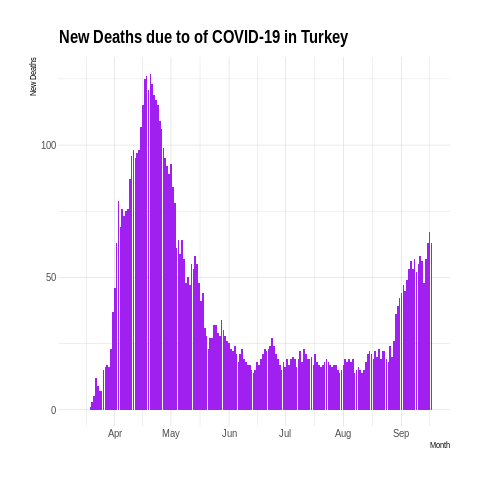 New Deaths due to of COVID-19 in Turkey
New Deaths
100
50
0
Apr May Jun Jul Aug Sep
Month